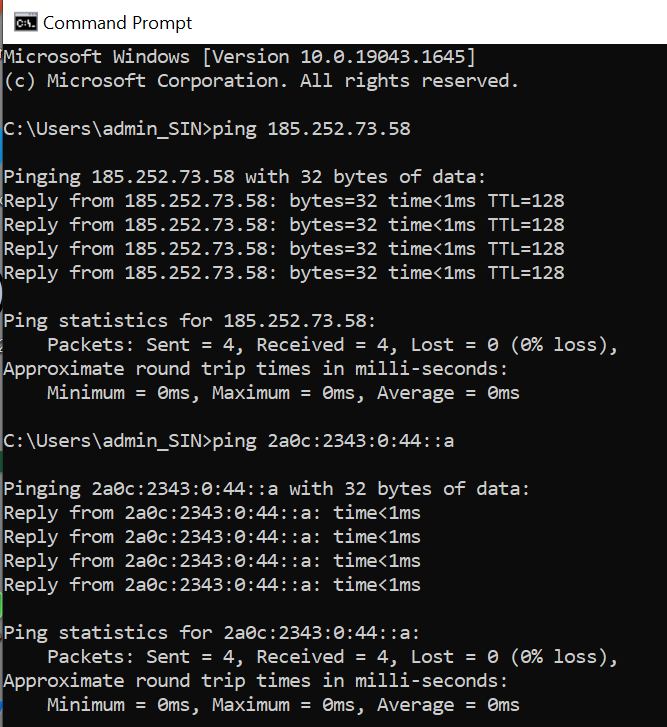 Command Prompt
Microsoft Windows [Version 10.0.19043.1645]
(c) Microsoft Corporation. All rights reserved.
C:\Users\admin_SIN>ping 185.252.73.58
Pinging 185.252.73.58 with 32 bytes of data:
Reply from 185.252.73.58: bytes=32 time<1ms TTL=128
Reply from 185.252.73.58: bytes=32 time<1ms TTL=128
Reply from 185.252.73.58: bytes=32 time<1ms TTL=128
Reply from 185.252.73.58: bytes=32 time<1ms TTL=128
Ping statistics for 185.252.73.58:
    Packets: Sent = 4, Received = 4, Lost = 0 (0% loss),
Approximate round trip times in milli-seconds:
    Minimum = 0ms, Maximum = 0ms, Average = 0ms
C:\Users\admin_SIN>ping 2a0c:2343:0:44::a
Pinging 2a0c:2343:0:44::a with 32 bytes of data:
Reply from 2a0c:2343:0:44::a: time<1ms
Reply from 2a0c:2343:0:44::a: time<1ms
Reply from 2a0c:2343:0:44::a: time<1ms
Reply from 2a0c:2343:0:44::a: time<1ms
Ping statistics for 2a0c:2343:0:44::a:
    Packets: Sent = 4, Received = 4, Lost = 0 (0% loss),
Approximate round trip times in milli-seconds:
    Minimum = 0ms, Maximum = 0ms, Average = 0ms